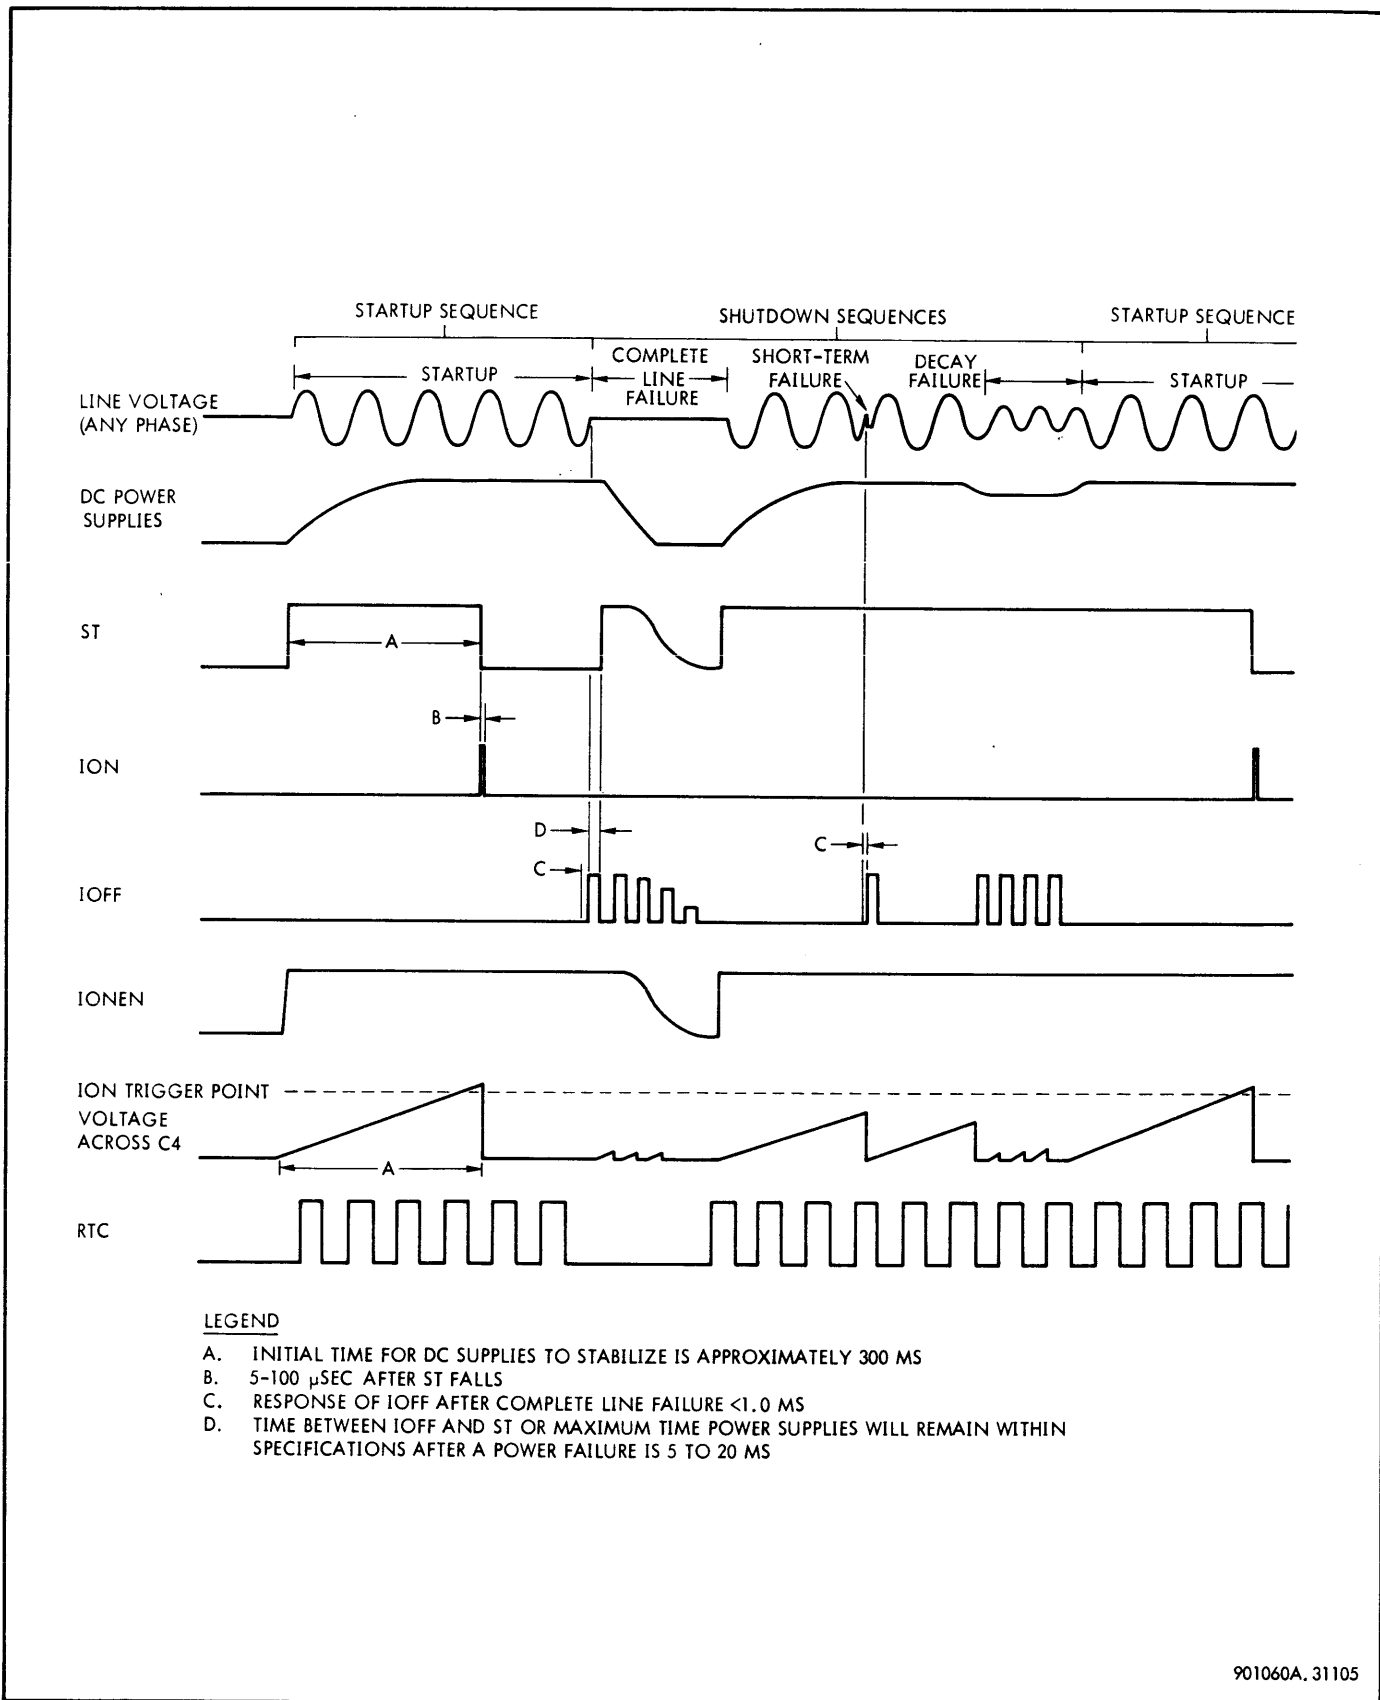 STARTUP SEQUENCE
SHUTDOWN SEQUENCES
STARTUP SEQUENCE
STARTUP
COMPLETE
LINE
FAILURE
SHORT-TERM
FAILURE
DECAY
FAILURE
STARTUP
LINE VOLTAGE
(ANY PHASE)
DC POWER
SUPPLIES
ST
A
B
ION
D
C
C
IOFF
IONEN
ION TRIGGER POINT
VOLTAGE
ACROSS C4
A
RTC
LEGEND
A. INITIAL TIME FOR DC SUPPLIES TO STABILIZE IS APPROXIMATELY 300 MS
B. 5-100 µSEC AFTER ST FALLS
C. RESPONSE OF IOFF AFTER COMPLETE LINE FAILURE <1.0 MS
D. TIME BETWEEN IOFF AND ST OR MAXIMUM TIME POWER SUPPLIES WILL REMAIN WITHIN
SPECIFICATIONS AFTER A POWER FAILURE IS 5 TO 20 MS
901060A. 31105